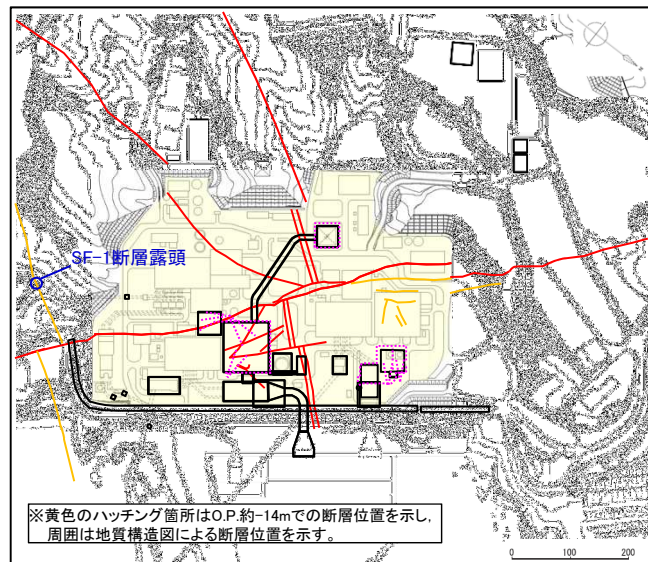 SF-1断層露頭
※黄色のハッチング箇所はO.P.約-14mでの断層位置を示し，
周囲は地質構造図による断層位置を示す。
0 100 200